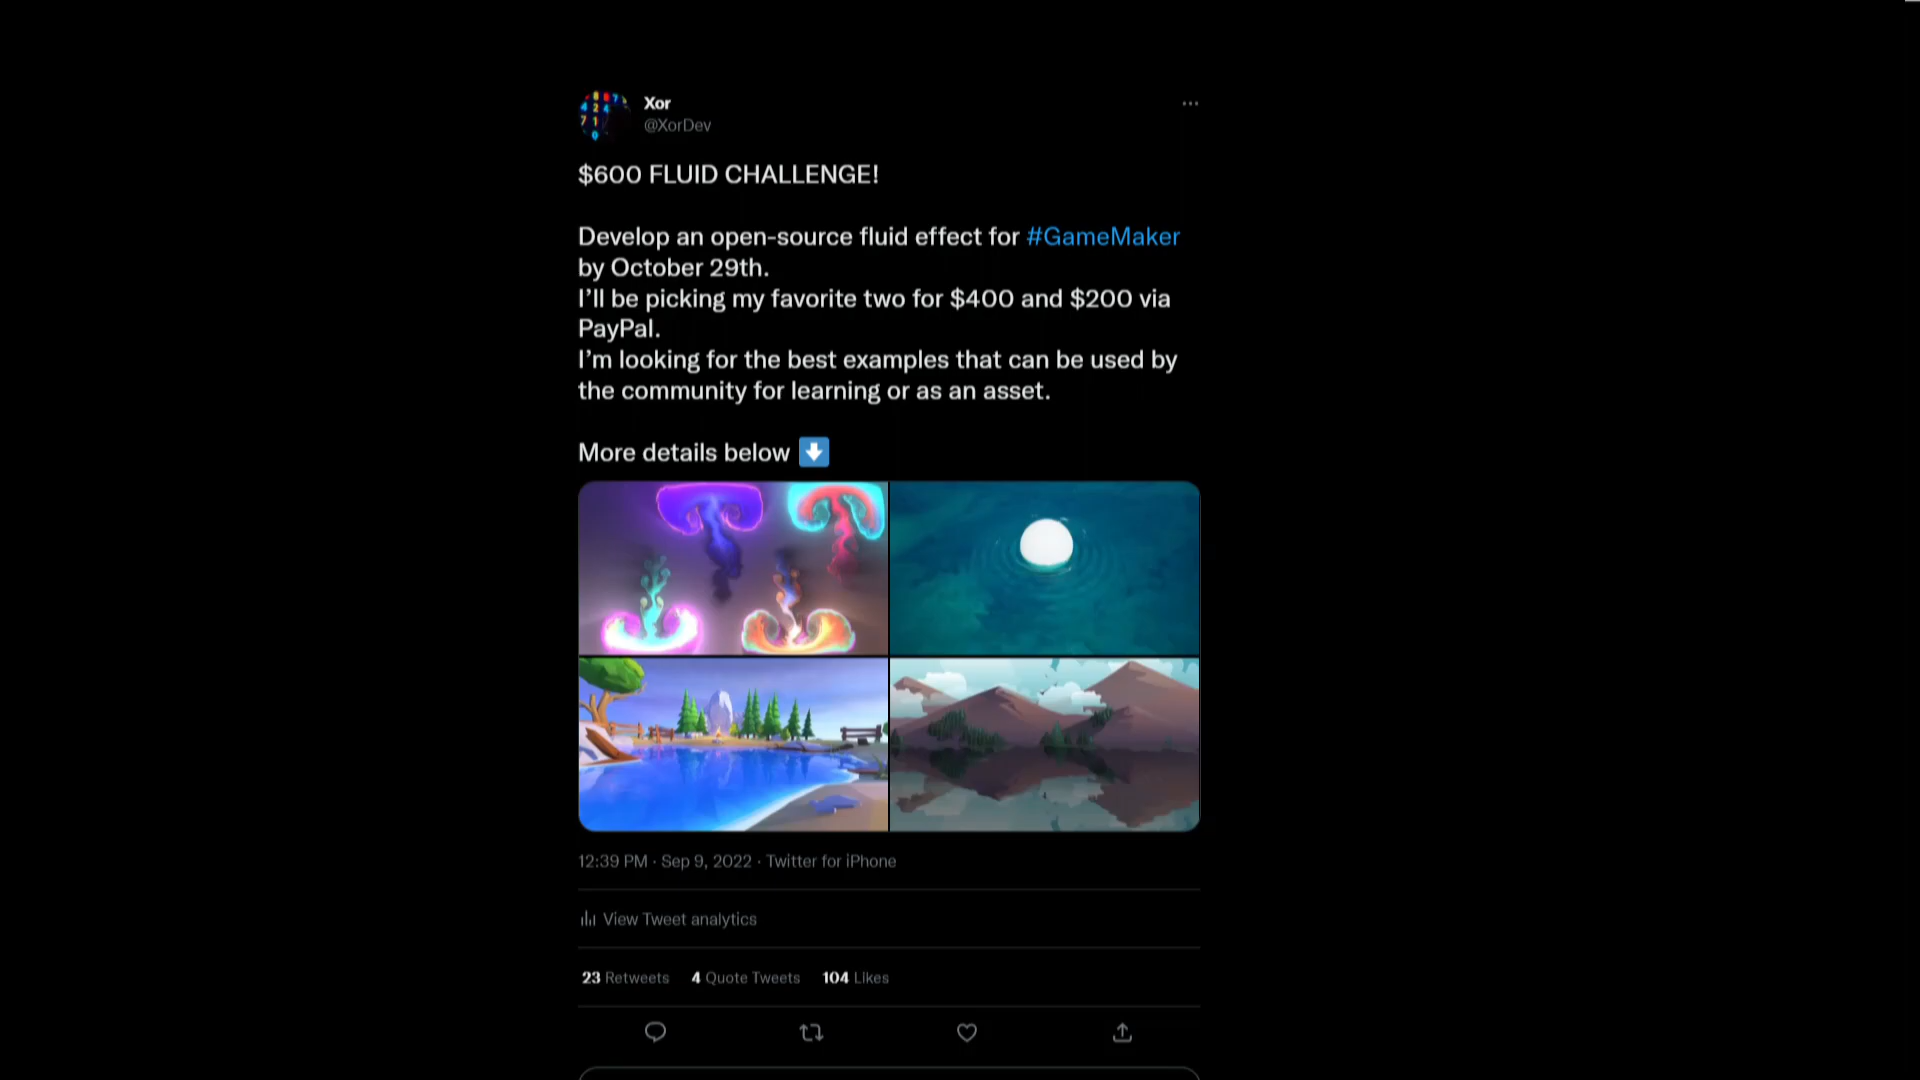 Xor
@XorDev
$600 FLUID CHALLENGE!
Develop an open-source fluid effect for #GameMaker
by October 29th.
I’ll be picking my favorite two for $400 and $200 via
PayPal.
I’m looking for the best examples that can be used by
the community for learning or as an asset.
More details below ⬇️
12:39 PM · Sep 9, 2022 · Twitter for iPhone
View Tweet analytics
23 Retweets 4 Quote Tweets 104 Likes